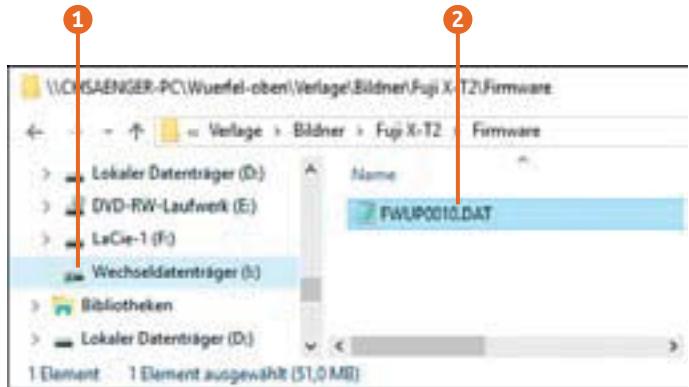 1 2
\\CMSAENGER-PC\Wuerfel-oben\Verlage\Bildner\Fuji X-T2\Firmware
« Verlage › Bildner › Fuji X-T2 › Firmware
Lokaler Datenträger (D:)
Name
DVD-RW-Laufwerk (E:)
FWUP0010.DAT
LaCie-1 (F:)
Wechseldatenträger (I:)
Bibliotheken
Lokaler Datenträger (D:)
1 Element 1 Element ausgewählt (51,0 MB)